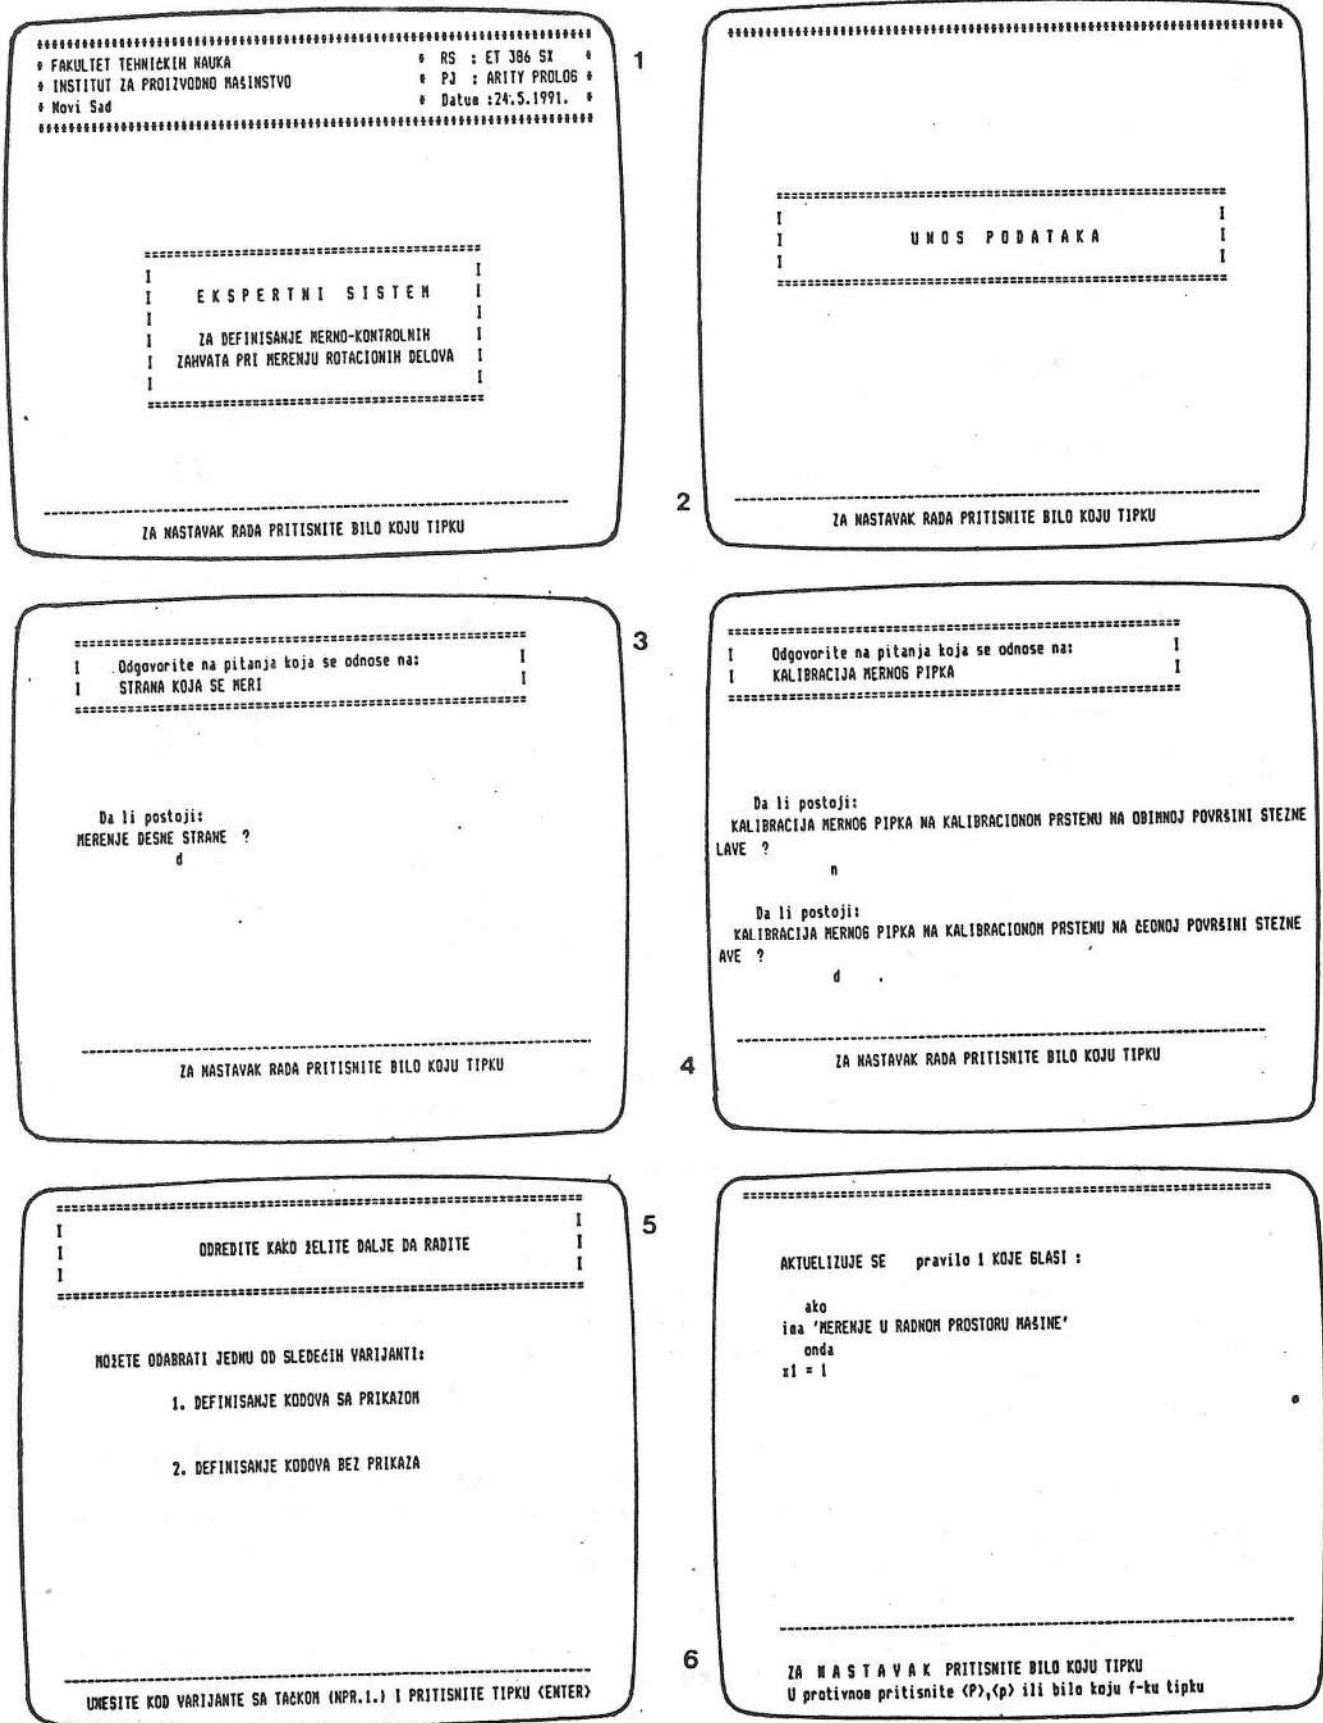 * FAKULTET TEHNIČKIH NAUKA * RS : ET 386 SX *
* INSTITUT ZA PROIZVODNO MAŠINSTVO * PJ : ARITY PROLOG *
* Novi Sad * Datum :24.5.1991. *
1
I E K S P E R T N I S I S T E M I
I ZA DEFINISANJE MERNO-KONTROLNIH I
I ZAHVATA PRI MERENJU ROTACIONIH DELOVA I
ZA NASTAVAK RADA PRITISNITE BILO KOJU TIPKU
I U N O S P O D A T A K A I
2
ZA NASTAVAK RADA PRITISNITE BILO KOJU TIPKU
3
I Odgovorite na pitanja koja se odnose na: I
I STRANA KOJA SE MERI I
Da li postoji:
MERENJE DESNE STRANE ?
d
ZA NASTAVAK RADA PRITISNITE BILO KOJU TIPKU
I Odgovorite na pitanja koja se odnose na: I
I KALIBRACIJA MERNOG PIPKA I
Da li postoji:
KALIBRACIJA MERNOG PIPKA NA KALIBRACIONOM PRSTENU NA OBIMNOJ POVRŠINI STEZNE
LAVE ?
n
Da li postoji:
KALIBRACIJA MERNOG PIPKA NA KALIBRACIONOM PRSTENU NA ČEONOJ POVRŠINI STEZNE
AVE ?
d .
4
ZA NASTAVAK RADA PRITISNITE BILO KOJU TIPKU
5
I ODREDITE KAKO ŽELITE DALJE DA RADITE I
MOŽETE ODABRATI JEDNU OD SLEDEĆIH VARIJANTI:
1. DEFINISANJE KODOVA SA PRIKAZOM
2. DEFINISANJE KODOVA BEZ PRIKAZA
UNESITE KOD VARIJANTE SA TAČKOM (NPR.1.) I PRITISNITE TIPKU <ENTER>
AKTUELIZUJE SE pravilo 1 KOJE GLASI :
ako
ima 'MERENJE U RADNOM PROSTORU MAŠINE'
onda
x1 = 1
6
ZA N A S T A V A K PRITISNITE BILO KOJU TIPKU
U protivnom pritisnite <P>,<p> ili bilo koju f-ku tipku